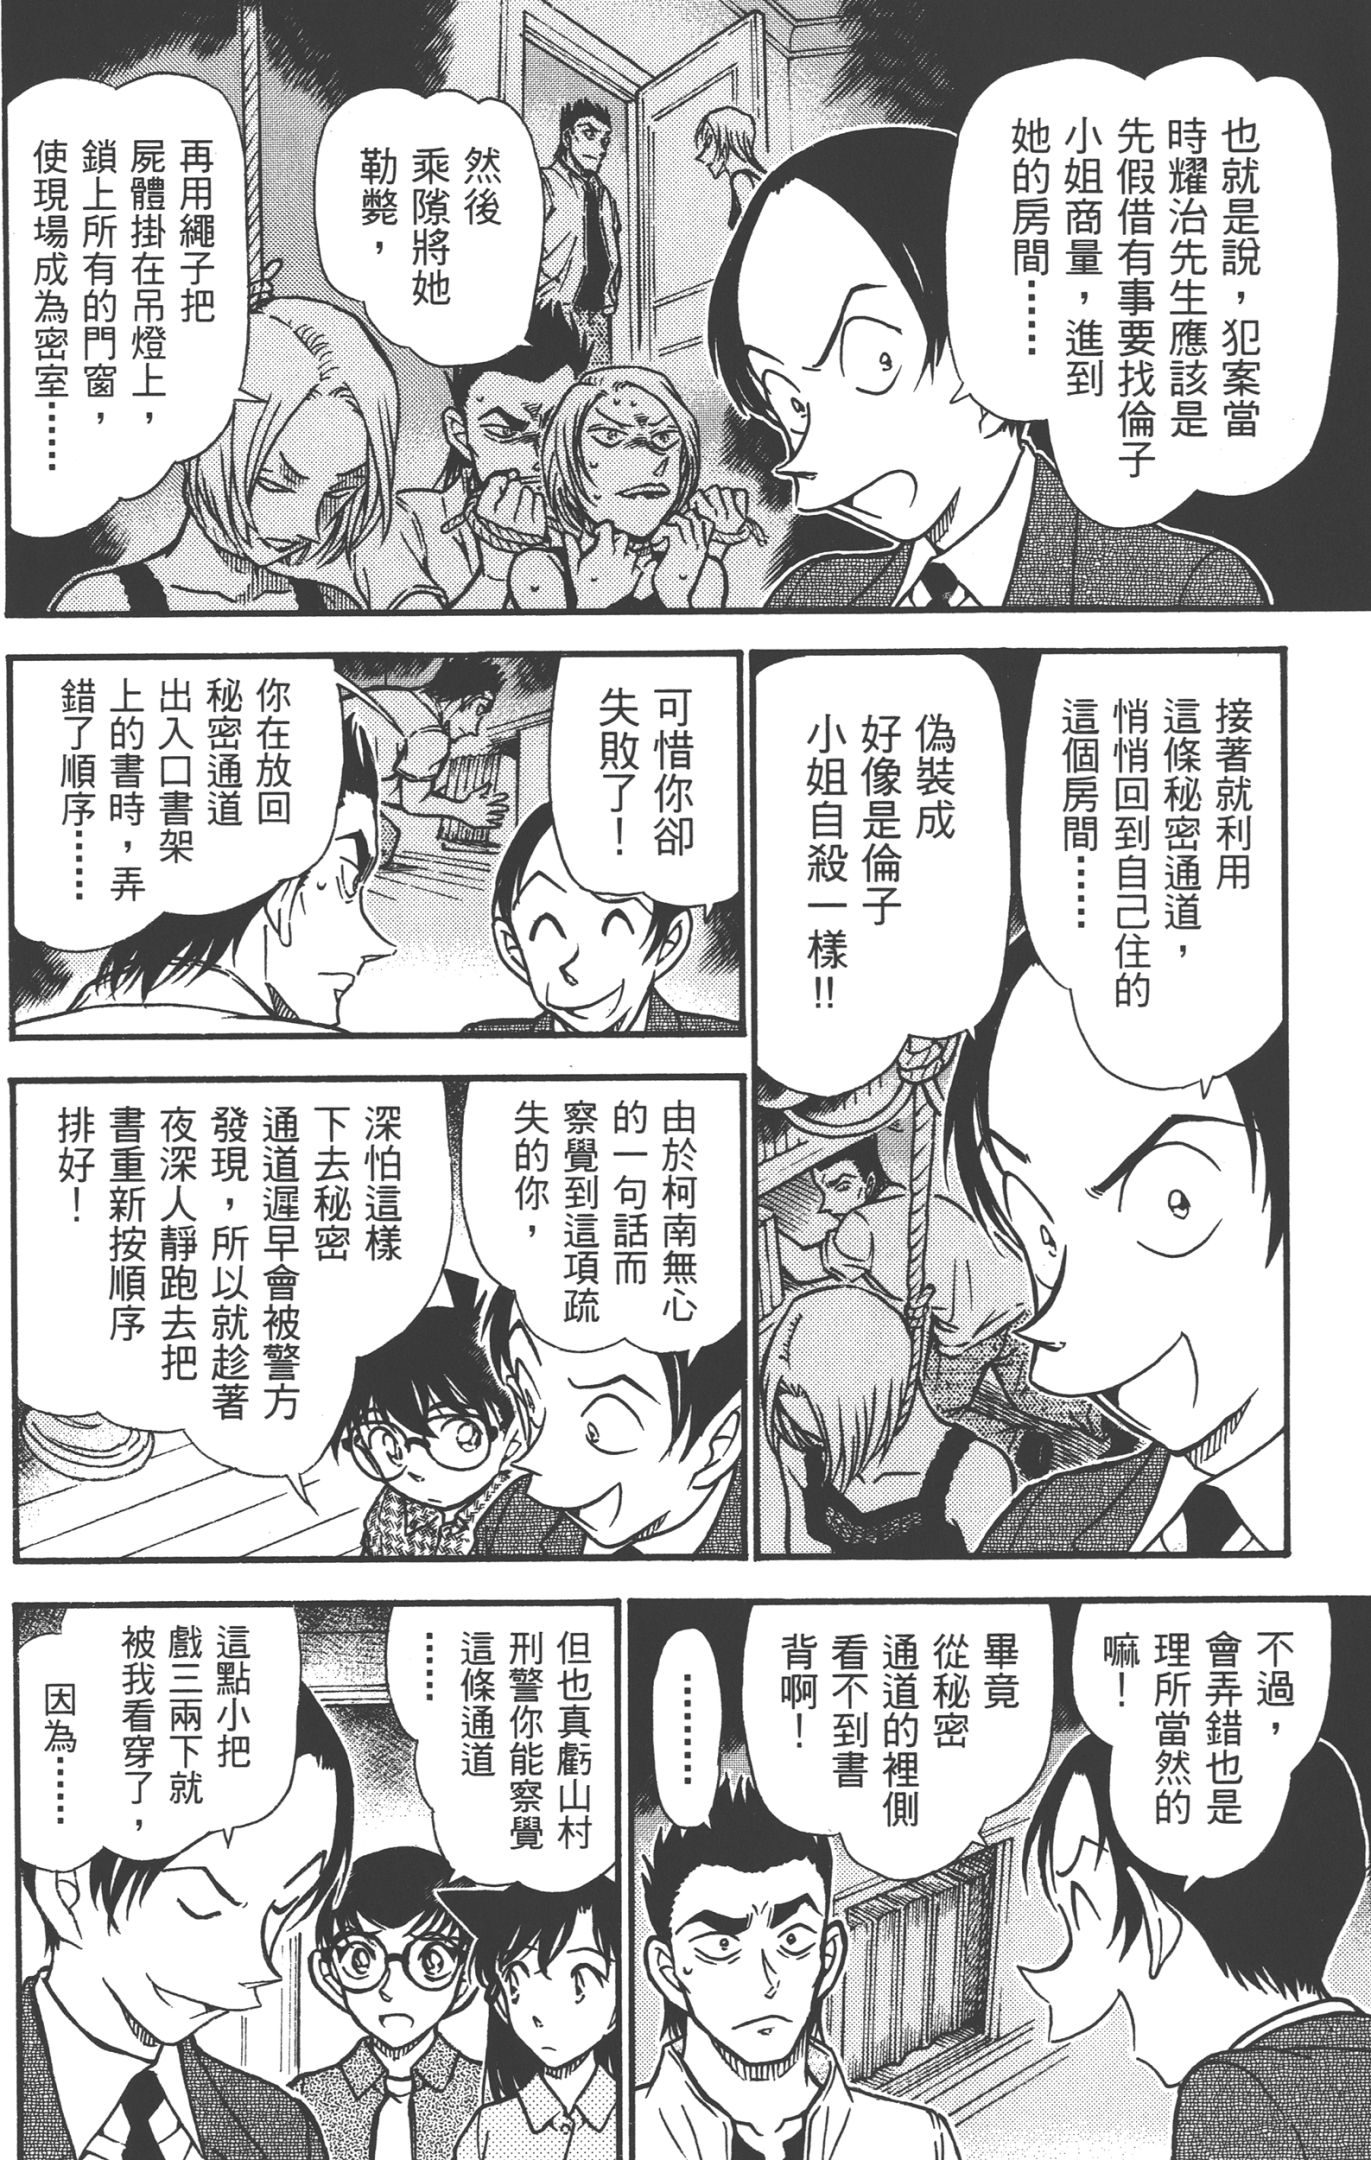 也就是說，犯案當
時耀治先生應該是
先假借有事要找倫子
小姐商量，進到
她的房間……
然後
乘隙將她
勒斃，
再用繩子把
屍體掛在吊燈上，
鎖上所有的門窗，
使現場成為密室……
接著就利用
這條秘密通道，
悄悄回到自己住的
這個房間……
偽裝成
好像是倫子
小姐自殺一樣!!
可惜你卻
失敗了！
你在放回
秘密通道
出入口書架
上的書時，弄
錯了順序……
由於柯南無心
的一句話而
察覺到這項疏
失的你，
深怕這樣
下去秘密
通道遲早會被警方
發現，所以就趁著
夜深人靜跑去把
書重新按順序
排好！
不過，
會弄錯也是
理所當然的
嘛！
畢竟
從秘密
通道的裡側
看不到書
背啊！
……
但也真虧山村
刑警你能察覺
這條通道
……
這點小把
戲三兩下就
被我看穿了，
因為……